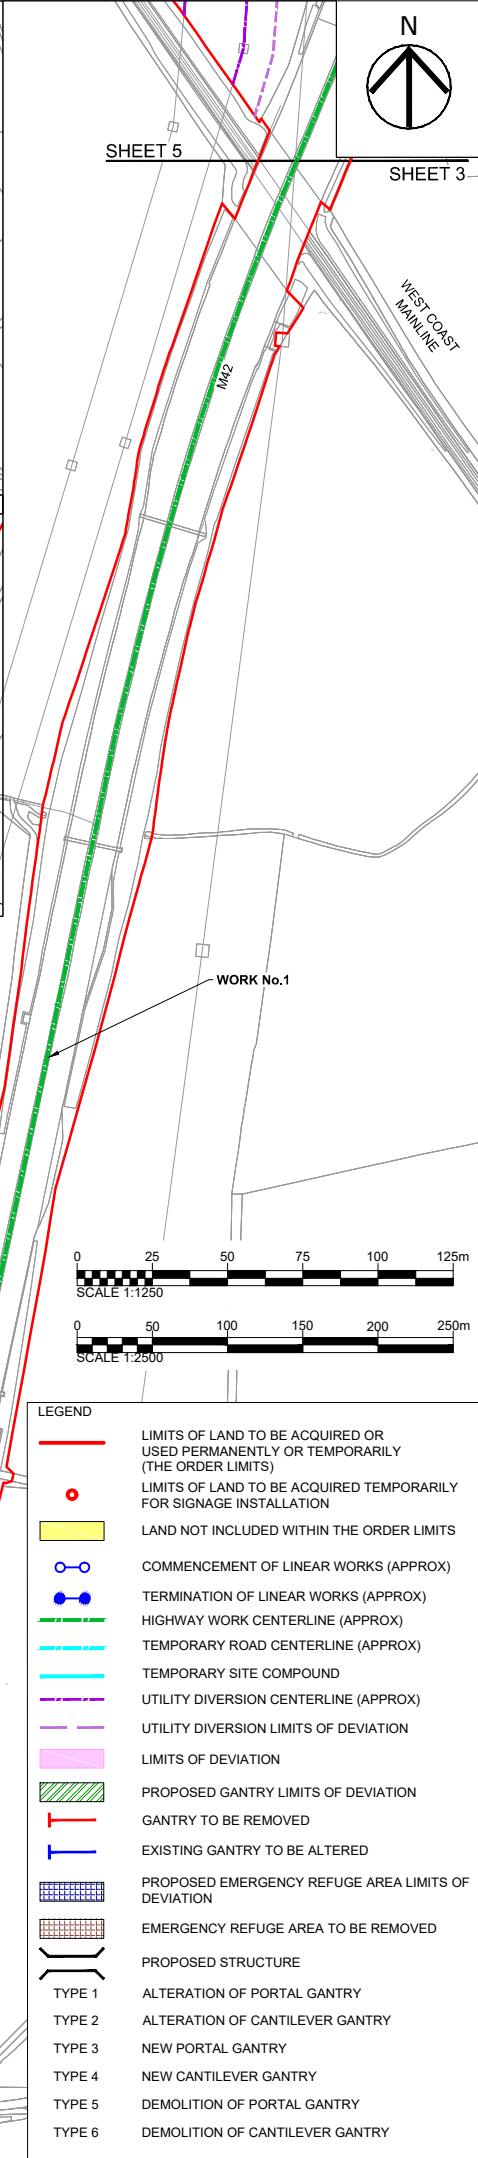 N
SHEET 5
SHEET 3
WEST COAST
MAINLINE
M42
WORK No.1
0 25 50 75 100 125m
SCALE 1:1250
0 50 100 150 200 250m
SCALE 1:2500
LEGEND
LIMITS OF LAND TO BE ACQUIRED OR
USED PERMANENTLY OR TEMPORARILY
(THE ORDER LIMITS)
LIMITS OF LAND TO BE ACQUIRED TEMPORARILY
FOR SIGNAGE INSTALLATION
LAND NOT INCLUDED WITHIN THE ORDER LIMITS
COMMENCEMENT OF LINEAR WORKS (APPROX)
TERMINATION OF LINEAR WORKS (APPROX)
HIGHWAY WORK CENTERLINE (APPROX)
TEMPORARY ROAD CENTERLINE (APPROX)
TEMPORARY SITE COMPOUND
UTILITY DIVERSION CENTERLINE (APPROX)
UTILITY DIVERSION LIMITS OF DEVIATION
LIMITS OF DEVIATION
PROPOSED GANTRY LIMITS OF DEVIATION
GANTRY TO BE REMOVED
EXISTING GANTRY TO BE ALTERED
PROPOSED EMERGENCY REFUGE AREA LIMITS OF
DEVIATION
EMERGENCY REFUGE AREA TO BE REMOVED
PROPOSED STRUCTURE
TYPE 1 ALTERATION OF PORTAL GANTRY
TYPE 2 ALTERATION OF CANTILEVER GANTRY
TYPE 3 NEW PORTAL GANTRY
TYPE 4 NEW CANTILEVER GANTRY
TYPE 5 DEMOLITION OF PORTAL GANTRY
TYPE 6 DEMOLITION OF CANTILEVER GANTRY